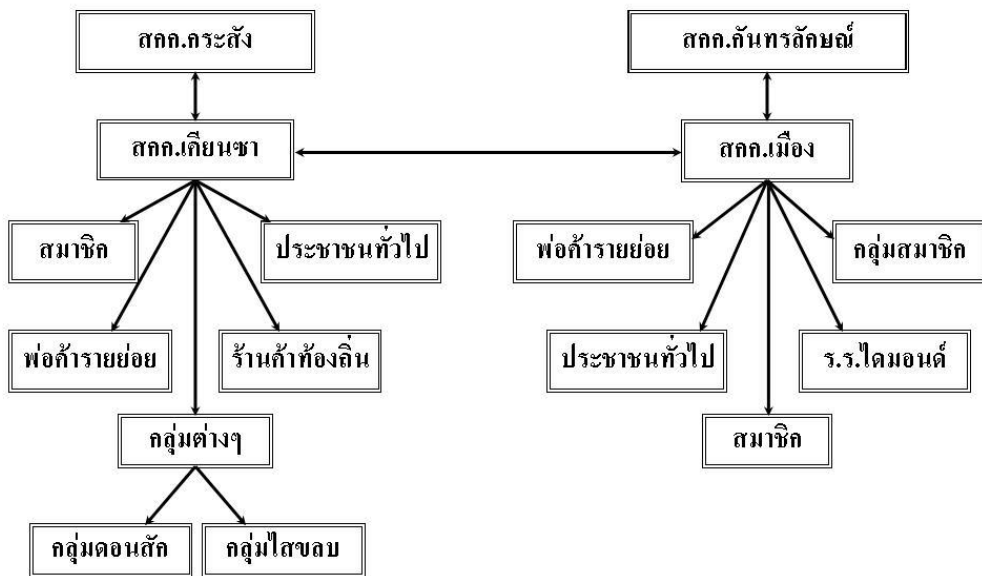 สกต.กระสัง
สกต.กันทรลักษณ์
สกต.เคียนซา
สกต.เมือง
สมาชิก
ประชาชนทั่วไป
พ่อค้ารายย่อย
กลุ่มสมาชิก
พ่อค้ารายย่อย
ร้านค้าท้องถิ่น
ประชาชนทั่วไป
ร.ร.ไดมอนด์
กลุ่มต่างๆ
สมาชิก
กลุ่มดอนสัก
กลุ่มไสขลบ